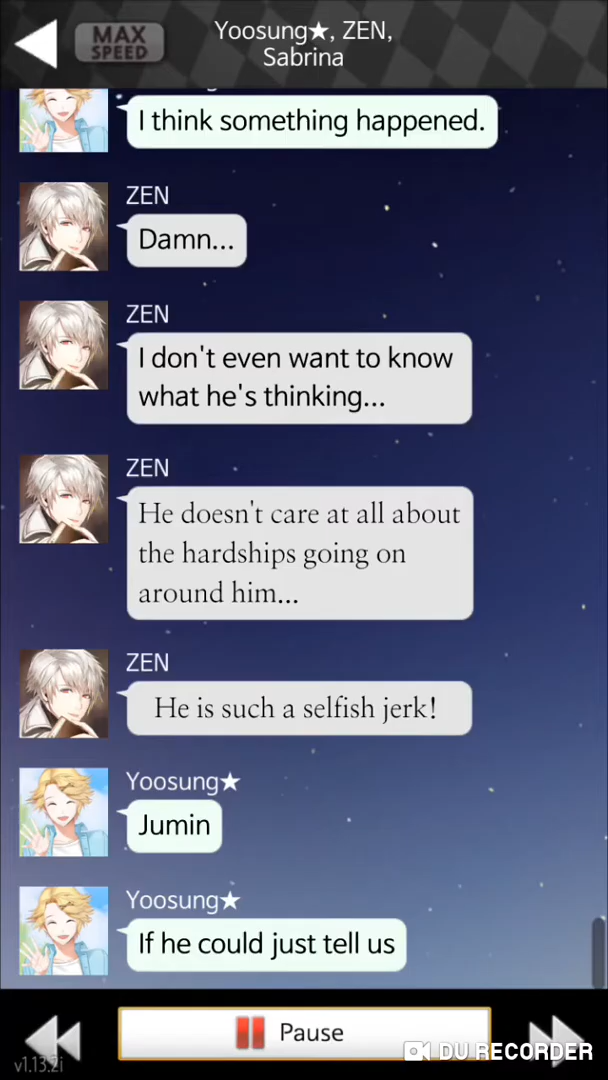 MAX
SPEED
Yoosung★, ZEN,
Sabrina
I think something happened.
ZEN
Damn...
ZEN
I don't even want to know
what he's thinking...
ZEN
He doesn't care at all about
the hardships going on
around him...
ZEN
He is such a selfish jerk!
Yoosung★
Jumin
Yoosung★
If he could just tell us
Pause
v1.13.2i
DU RECORDER